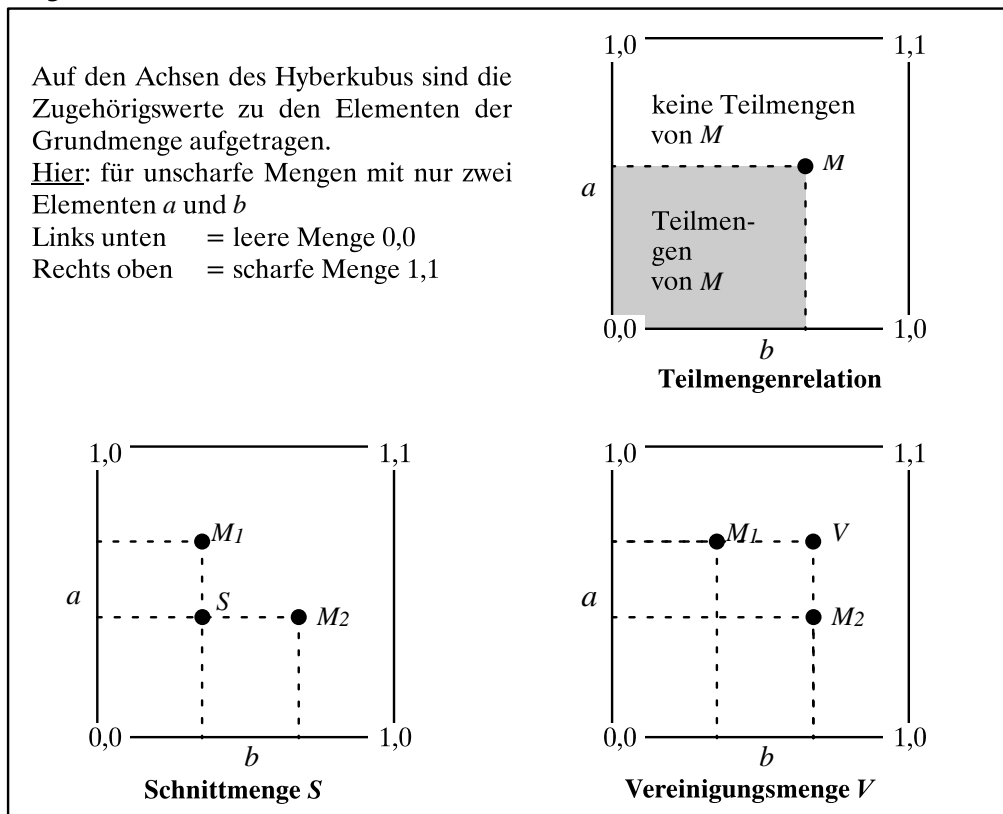 Auf den Achsen des Hyberkubus sind die
Zugehörigswerte zu den Elementen der
Grundmenge aufgetragen.
Hier: für unscharfe Mengen mit nur zwei
Elementen a und b
Links unten = leere Menge 0,0
Rechts oben = scharfe Menge 1,1
1,0
1,1
keine Teilmengen
von M
M
a
Teilmen-
gen
von M
0,0
1,0
b
Teilmengenrelation
1,0
1,1
M1
a
S
M2
0,0
1,0
b
Schnittmenge S
1,0
1,1
M1
V
a
M2
0,0
1,0
b
Vereinigungsmenge V